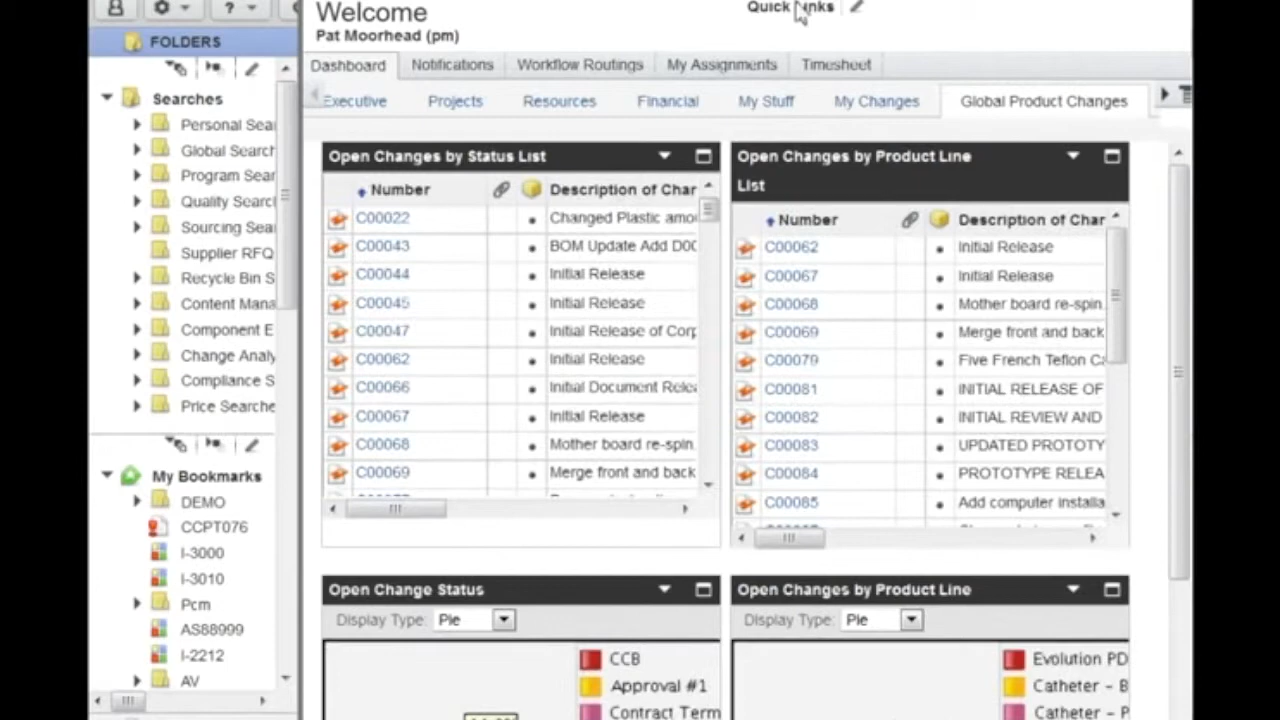 ?
Welcome
Quick Links
Pat Moorhead (pm)
FOLDERS
Searches
Personal Sea
Global Search
Program Sear
Quality Searcl
Sourcing Sear
Supplier RFQ
Recycle Bin S
Content Mana
Component E
Change Analy
Compliance S
Price Searche
My Bookmarks
DEMO
CCPT076
I-3000
I-3010
Pcm
AS88999
I-2212
AV
Dashboard
Notifications
Workflow Routings
My Assignments
Timesheet
Executive
Projects
Resources
Financial
My Stuff
My Changes
Global Product Changes
Open Changes by Status List
Number
Description of Char
C00022
Changed Plastic amo
C00043
BOM Update Add D0C
C00044
Initial Release
C00045
Initial Release
C00047
Initial Release of Corp
C00062
Initial Release
C00066
Initial Document Relea
C00067
Initial Release
C00068
Mother board re-spin
C00069
Merge front and back
Open Changes by Product Line
List
Number
Description of Char
C00062
Initial Release
C00067
Initial Release
C00068
Mother board re-spin
C00069
Merge front and back
C00079
Five French Teflon Ca
C00081
INITIAL RELEASE OF
C00082
INITIAL REVIEW AND
C00083
UPDATED PROTOTY
C00084
PROTOTYPE RELEA
C00085
Add computer installa
Open Change Status
Display Type: Pie
CCB
Approval #1
Contract Term
Open Changes by Product Line
Display Type: Pie
Evolution PD
Catheter - B
Catheter - P